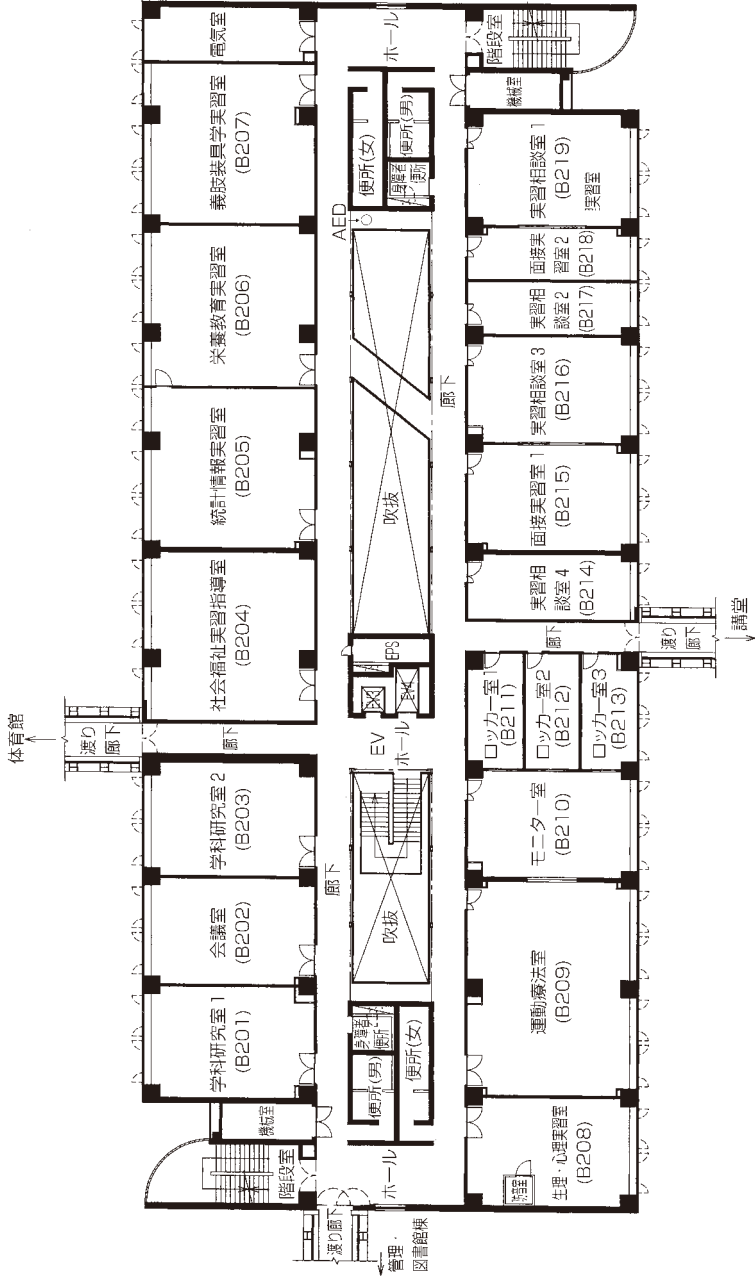 体育館
渡り
廊下
廊下
学科研究室1
(B201)
会議室
(B202)
学科研究室2
(B203)
社会福祉実習指導室
(B204)
統計情報実習室
(B205)
栄養教育実習室
(B206)
義肢装具学実習室
(B207)
電気室
機械室
階段室
渡り廊下
管理・
図書館棟
ホール
便所(男)
身障者
便所
便所(女)
吹抜
廊下
EV
ホール
EPS
吹抜
廊下
AED
便所(女)
便所(男)
身障者
便所
ホール
階段室
機械室
防音室
生理・心理実習室
(B208)
運動療法室
(B209)
モニター室
(B210)
ロッカー室1
(B211)
ロッカー室2
(B212)
ロッカー室3
(B213)
廊下
渡り
廊下
講堂
実習相
談室4
(B214)
面接実習室1
(B215)
実習相談室3
(B216)
実習相
談室2
(B217)
面接実
習室2
(B218)
実習相談室1
(B219)
実習室